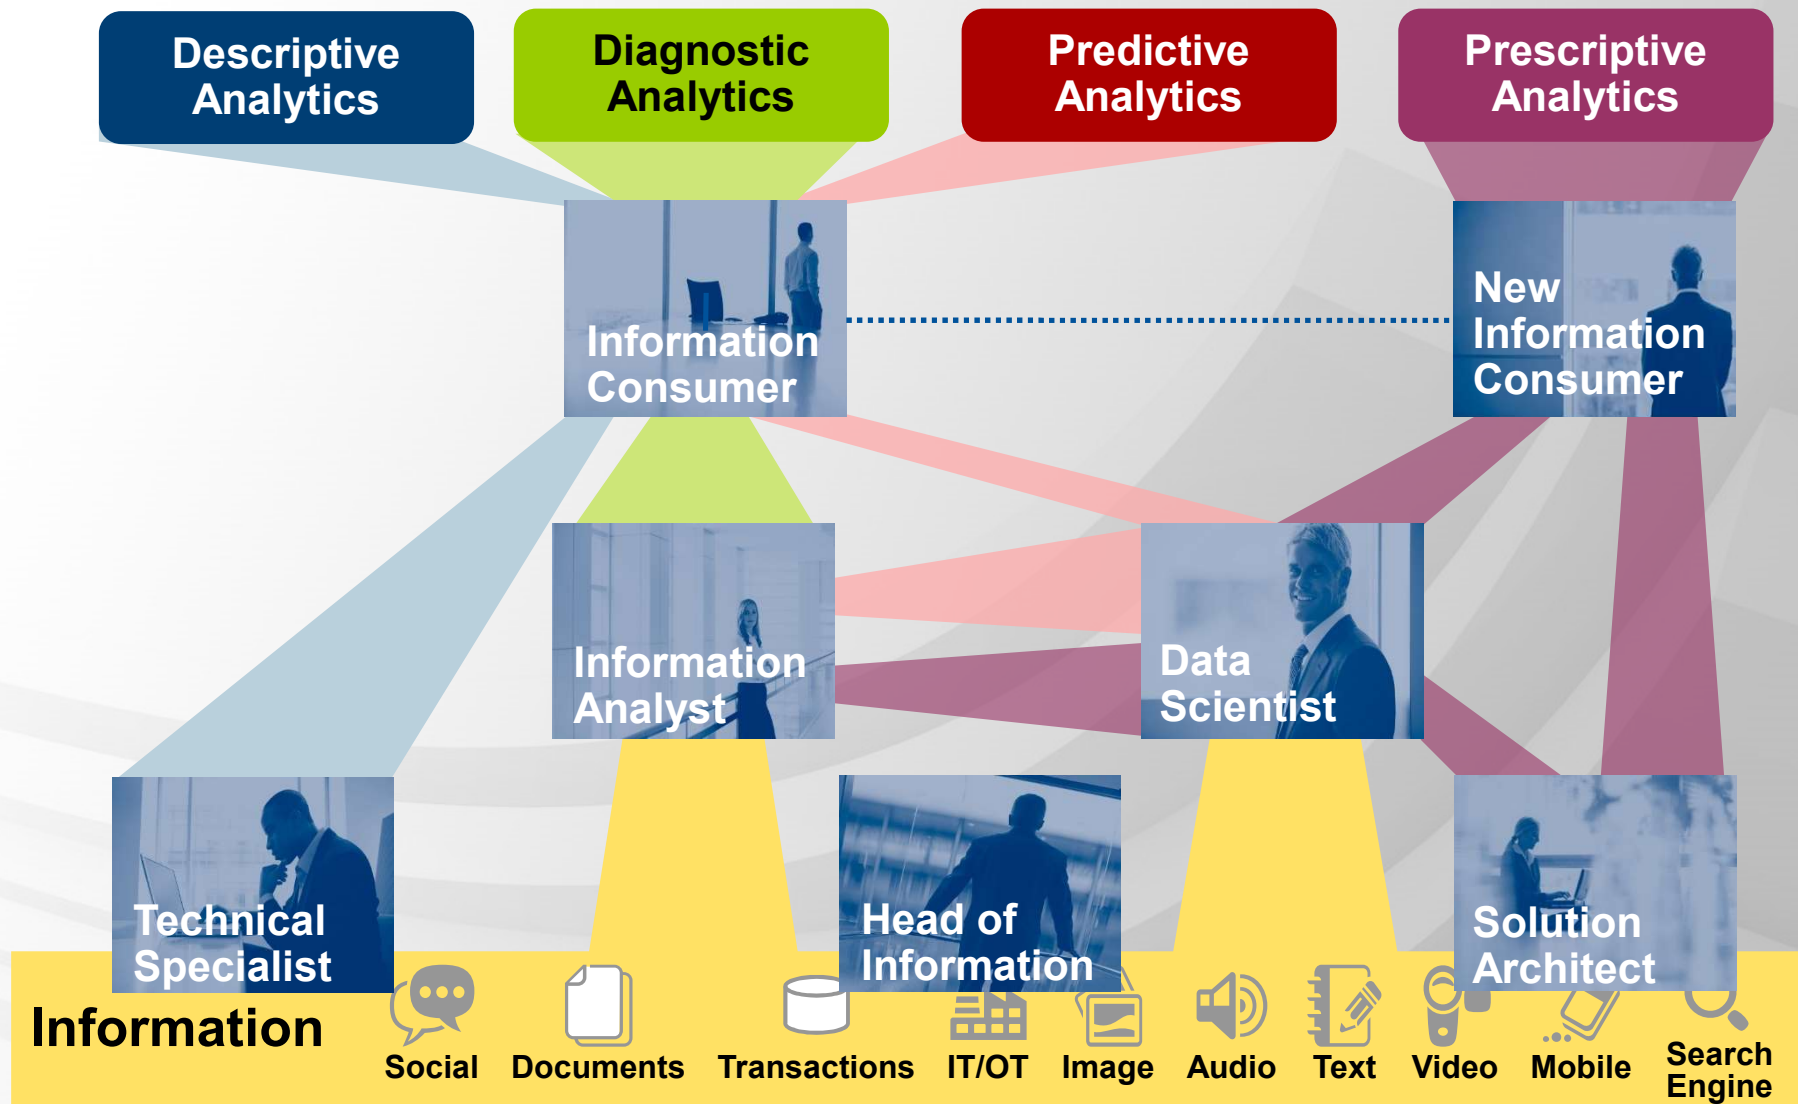 Descriptive
Analytics
Diagnostic
Analytics
Predictive
Analytics
Prescriptive
Analytics
Information
Consumer
New
Information
Consumer
Information
Analyst
Data
Scientist
Technical
Specialist
Head of
Information
Solution
Architect
Information
Social
Documents
Transactions
IT/OT
Image
Audio
Text
Video
Mobile
Search
Engine